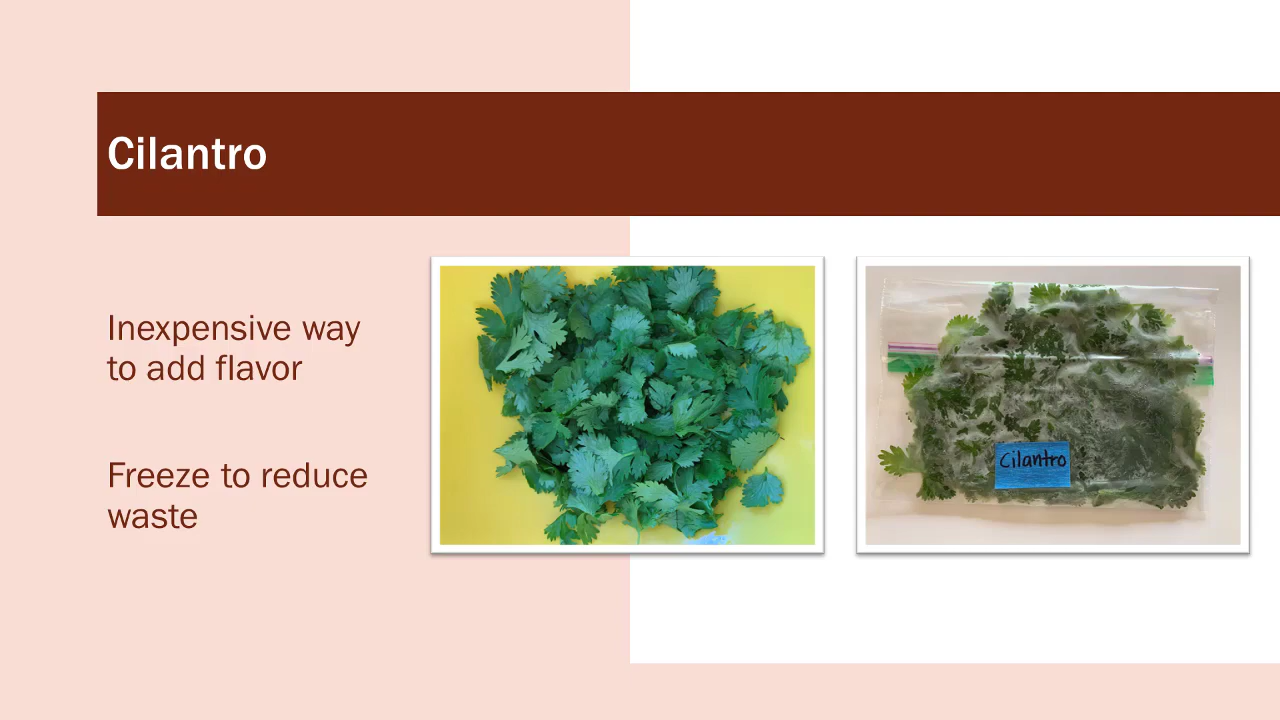 Cilantro
Inexpensive way
to add flavor
Freeze to reduce
waste
Cilantro